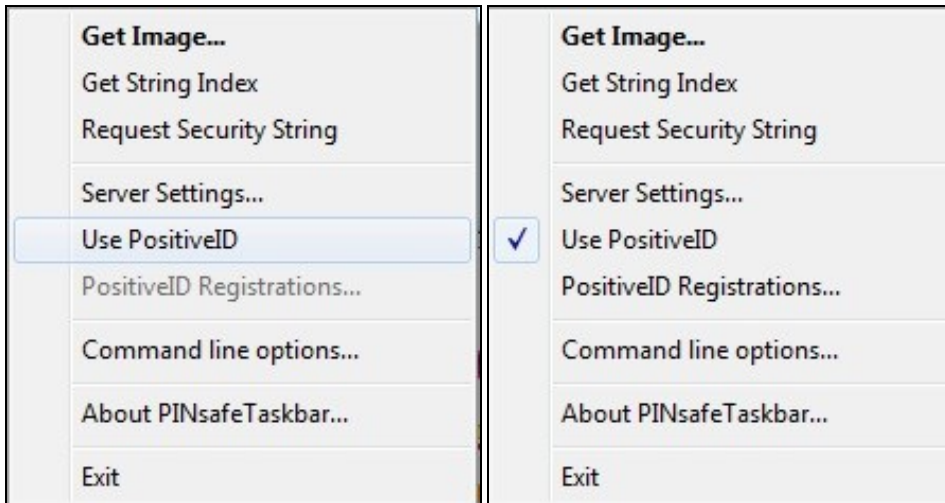 Get Image...
Get String Index
Request Security String
Server Settings...
Use PositiveID
PositiveID Registrations...
Command line options...
About PINsafeTaskbar...
Exit
Get Image...
Get String Index
Request Security String
Server Settings...
Use PositiveID
PositiveID Registrations...
Command line options...
About PINsafeTaskbar...
Exit